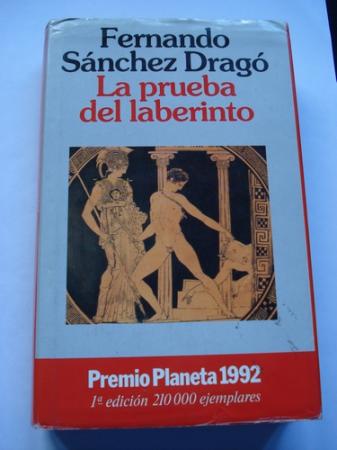 Fernando
Sánchez Dragó
La prueba
del laberinto
Premio Planeta 1992
1ª edición 210 000 ejemplares